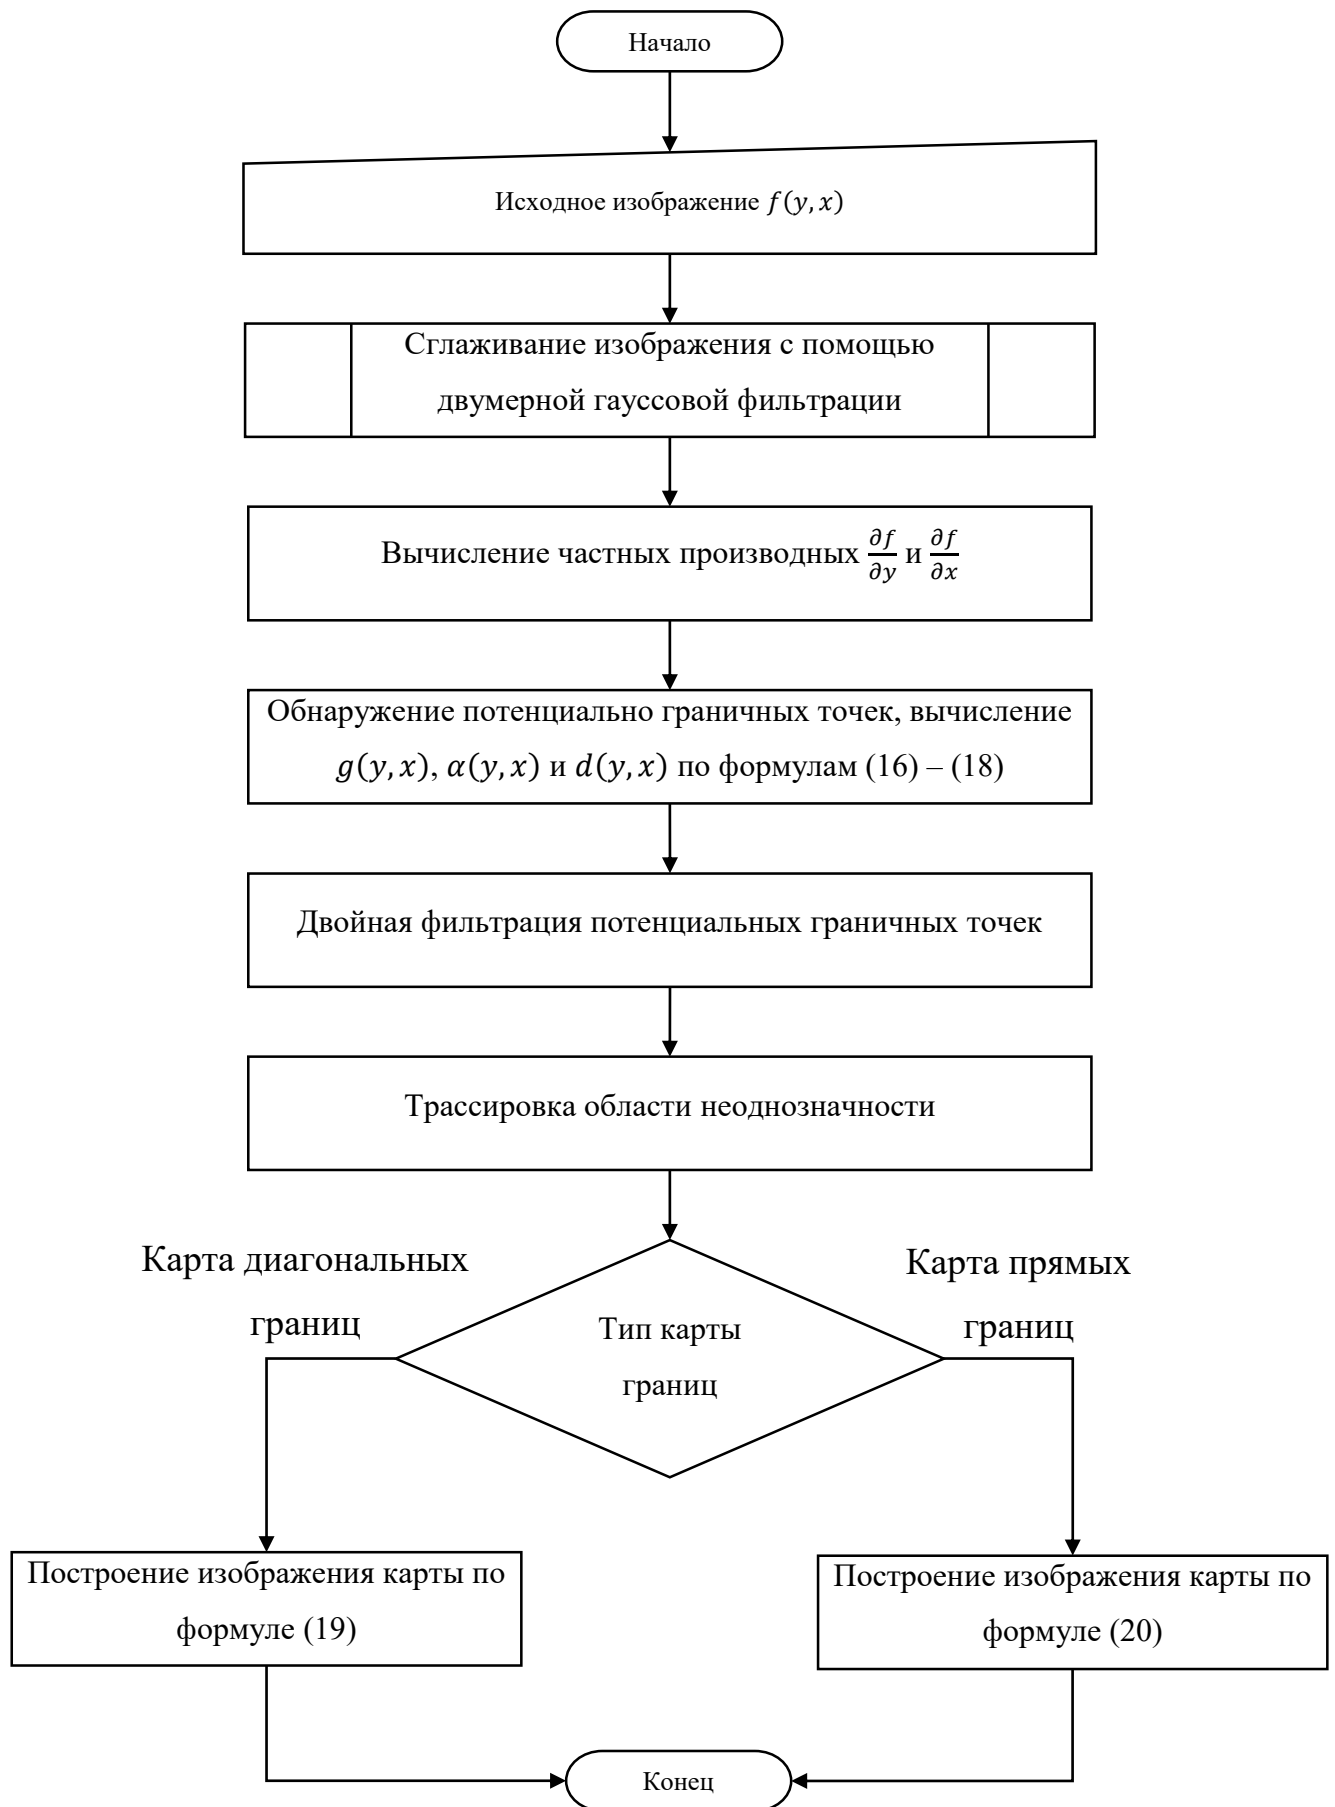 Начало
Исходное изображение f(y, x)
Сглаживание изображения с помощью
двумерной гауссовой фильтрации
Вычисление частных производных ∂f/∂y и ∂f/∂x
Обнаружение потенциально граничных точек, вычисление
g(y, x), α(y, x) и d(y, x) по формулам (16) – (18)
Двойная фильтрация потенциальных граничных точек
Трассировка области неоднозначности
Карта диагональных
границ
Карта прямых
границ
Тип карты
границ
Построение изображения карты по
формуле (19)
Построение изображения карты по
формуле (20)
Конец